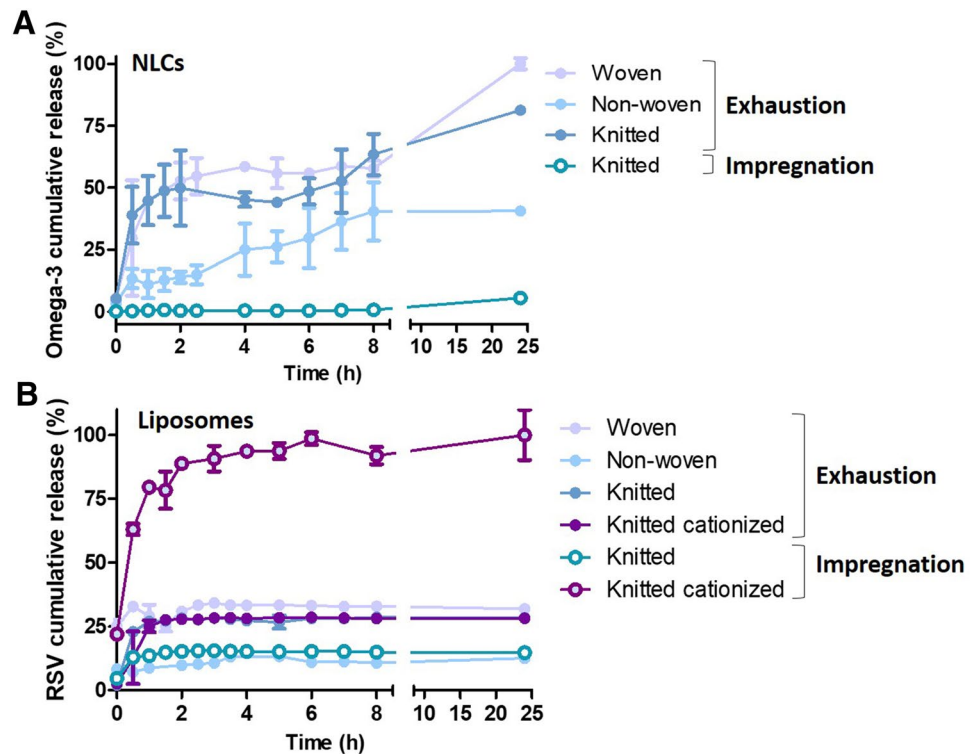 A
Omega-3 cumulative release (%)
NLCs
100
75
50
25
0
0 2 4 6 8 10 15 20 25
Time (h)
Woven
Non-woven
Knitted
Exhaustion
Knitted
Impregnation
B
RSV cumulative release (%)
Liposomes
100
75
50
25
0
0 2 4 6 8 10 15 20 25
Time (h)
Woven
Non-woven
Knitted
Knitted cationized
Exhaustion
Knitted
Knitted cationized
Impregnation